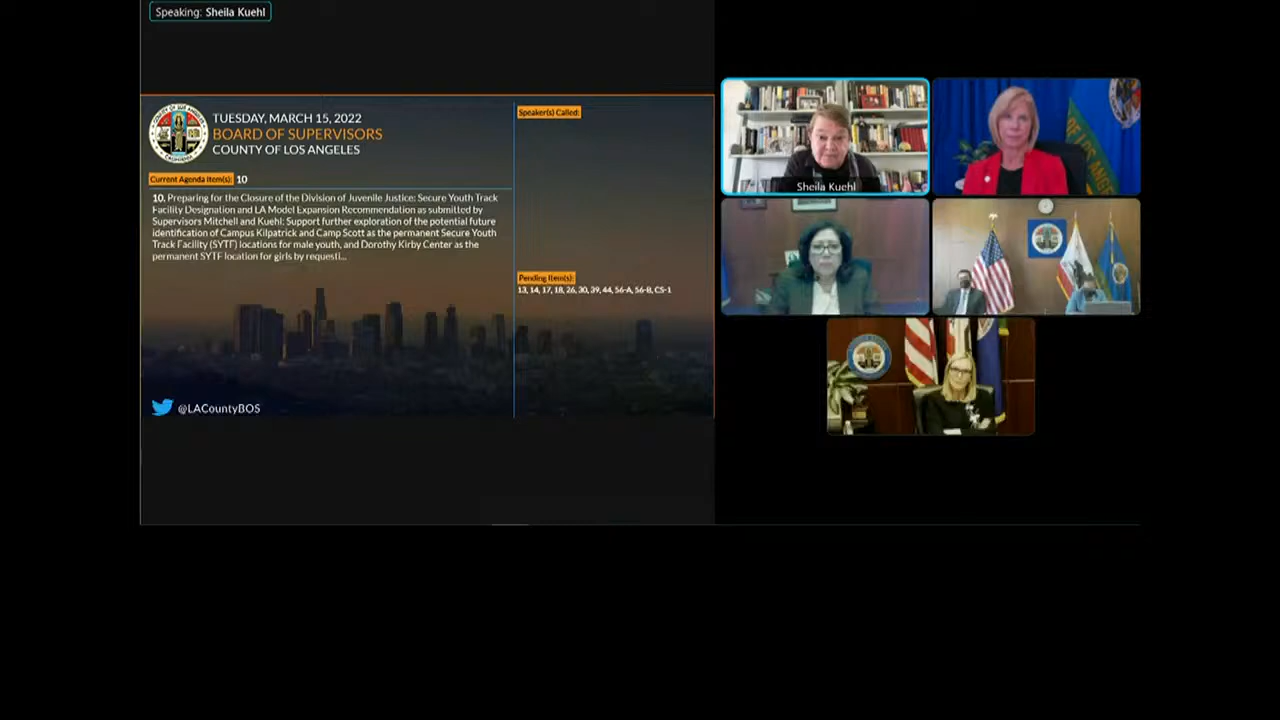 Speaking: Sheila Kuehl
TUESDAY, MARCH 15, 2022
BOARD OF SUPERVISORS
COUNTY OF LOS ANGELES
Current Agenda Item(s): 10
10. Preparing for the Closure of the Division of Juvenile Justice: Secure Youth Track
Facility Designation and LA Model Expansion Recommendation as submitted by
Supervisors Mitchell and Kuehl: Support further exploration of the potential future
identification of Campus Kilpatrick and Camp Scott as the permanent Secure Youth
Track Facility (SYTF) locations for male youth, and Dorothy Kirby Center as the
permanent SYTF location for girls by requesti...
@LACountyBOS
Speaker(s) Called:
Pending Item(s):
13, 14, 17, 18, 26, 30, 39, 44, 56-A, 56-B, CS-1
Sheila Kuehl